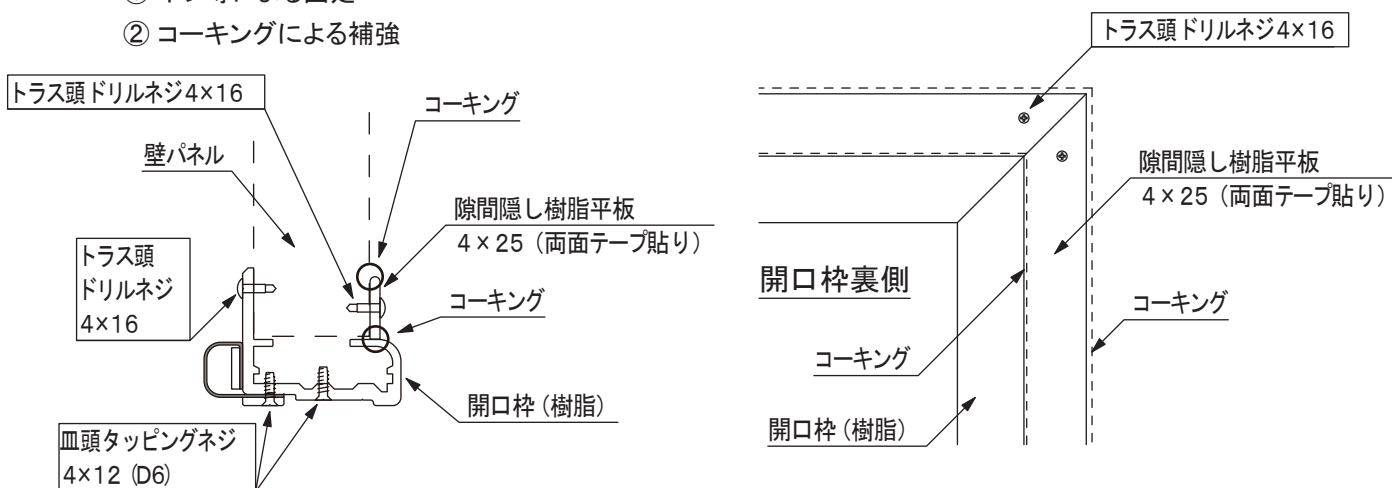 ② コーキングによる補強
トラス頭ドリルネジ4×16
コーキング
壁パネル
隙間隠し樹脂平板
4×25（両面テープ貼り）
トラス頭
ドリルネジ
4×16
コーキング
開口枠（樹脂）
皿頭タッピングネジ
4×12 (D6)
トラス頭ドリルネジ4×16
隙間隠し樹脂平板
4×25（両面テープ貼り）
開口枠裏側
コーキング
コーキング
開口枠（樹脂）